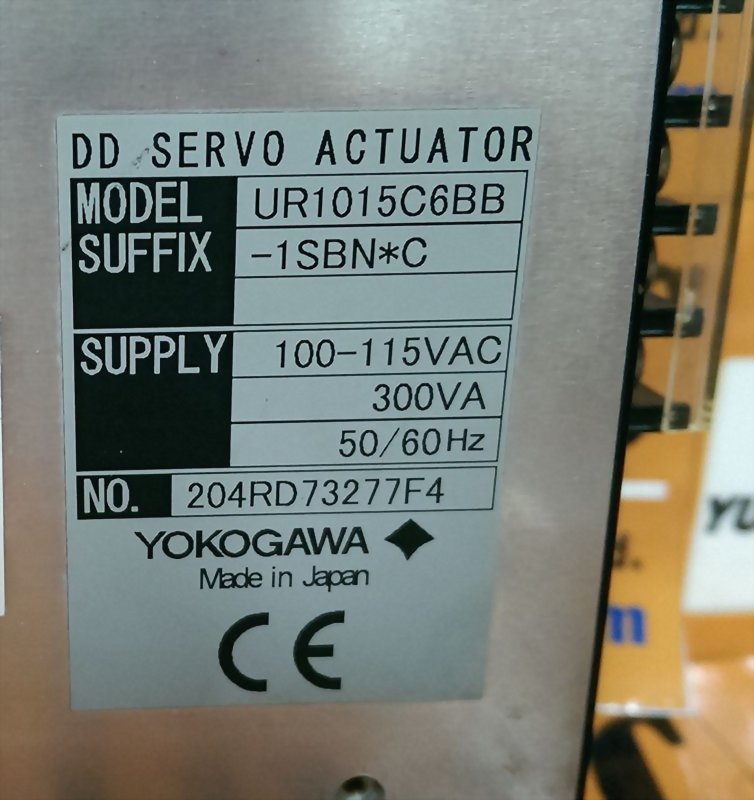 DD SERVO ACTUATOR
MODEL UR1015C6BB
SUFFIX -1SBN*C
SUPPLY 100-115VAC
300VA
50/60Hz
NO. 204RD73277F4
YOKOGAWA
Made in Japan
CE